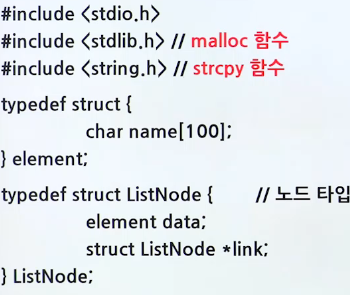 #include <stdio.h>
#include <stdlib.h> // malloc 함수
#include <string.h> // strcpy 함수
typedef struct {
char name[100];
} element;
typedef struct ListNode { // 노드 타입
element data;
struct ListNode *link;
} ListNode;